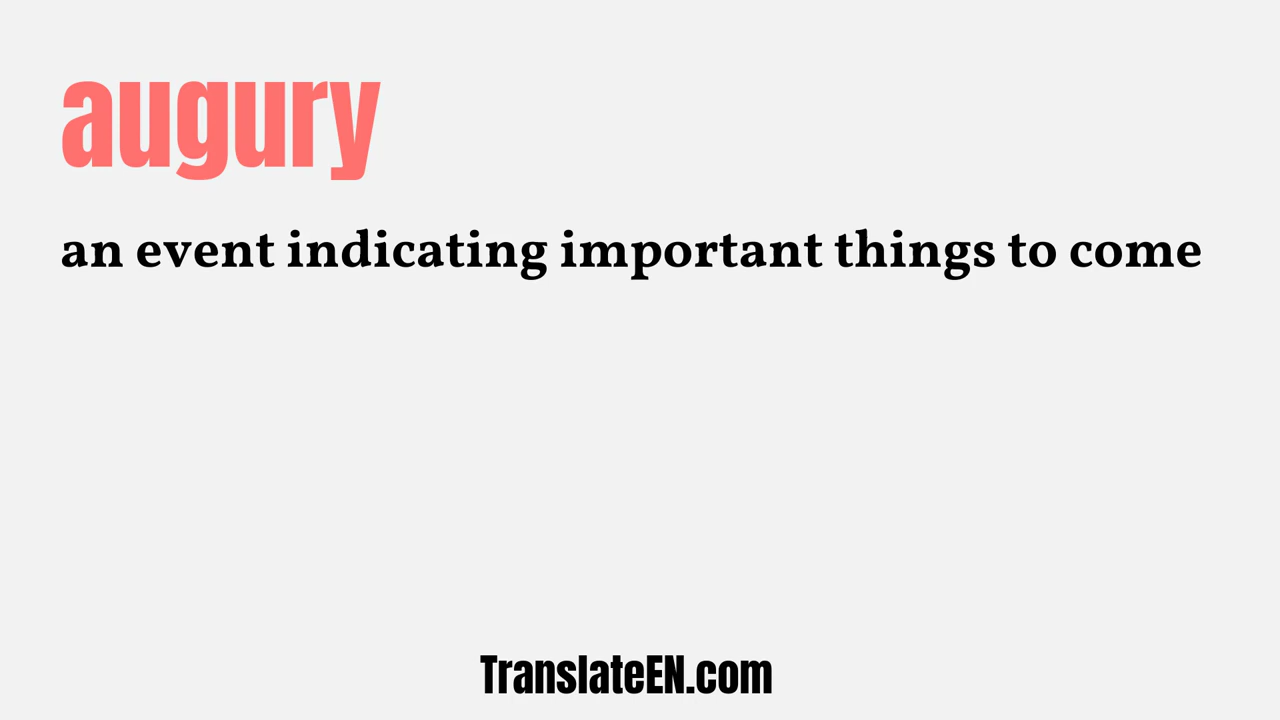 augury
an event indicating important things to come
TranslateEN.com